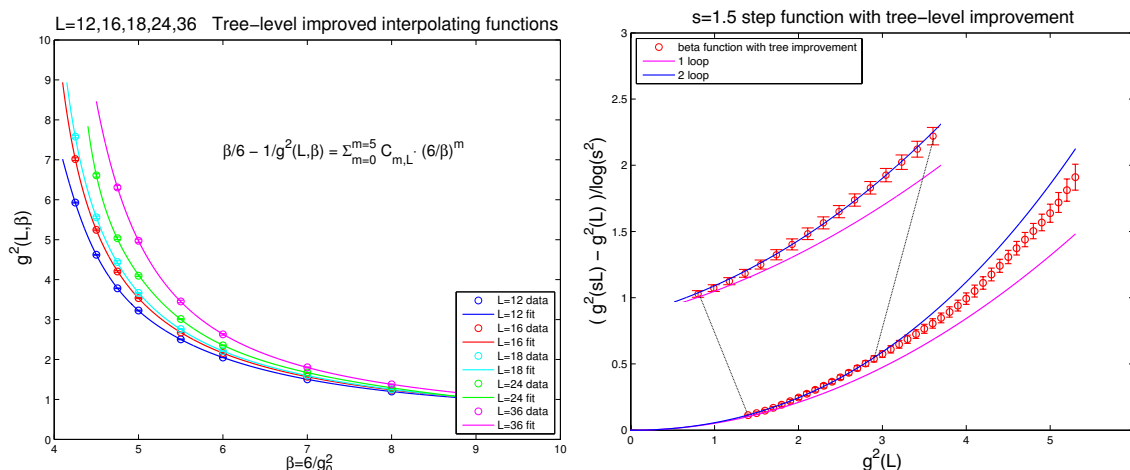 L=12,16,18,24,36 Tree−level improved interpolating functions
10
9
8
7
6
5
4
3
2
1
0
g²(L,β)
β/6 − 1/g²(L,β) = Σ_{m=0}^{m=5} C_{m,L}· (6/β)^m
L=12 data
L=12 fit
L=16 data
L=16 fit
L=18 data
L=18 fit
L=24 data
L=24 fit
L=36 data
L=36 fit
5 6 7 8 9 10
β=6/g₀²
s=1.5 step function with tree−level improvement
3
2.5
2
1.5
1
0.5
0
( g²(sL) − g²(L) )/log(s²)
beta function with tree improvement
1 loop
2 loop
0 1 2 3 4 5
g²(L)